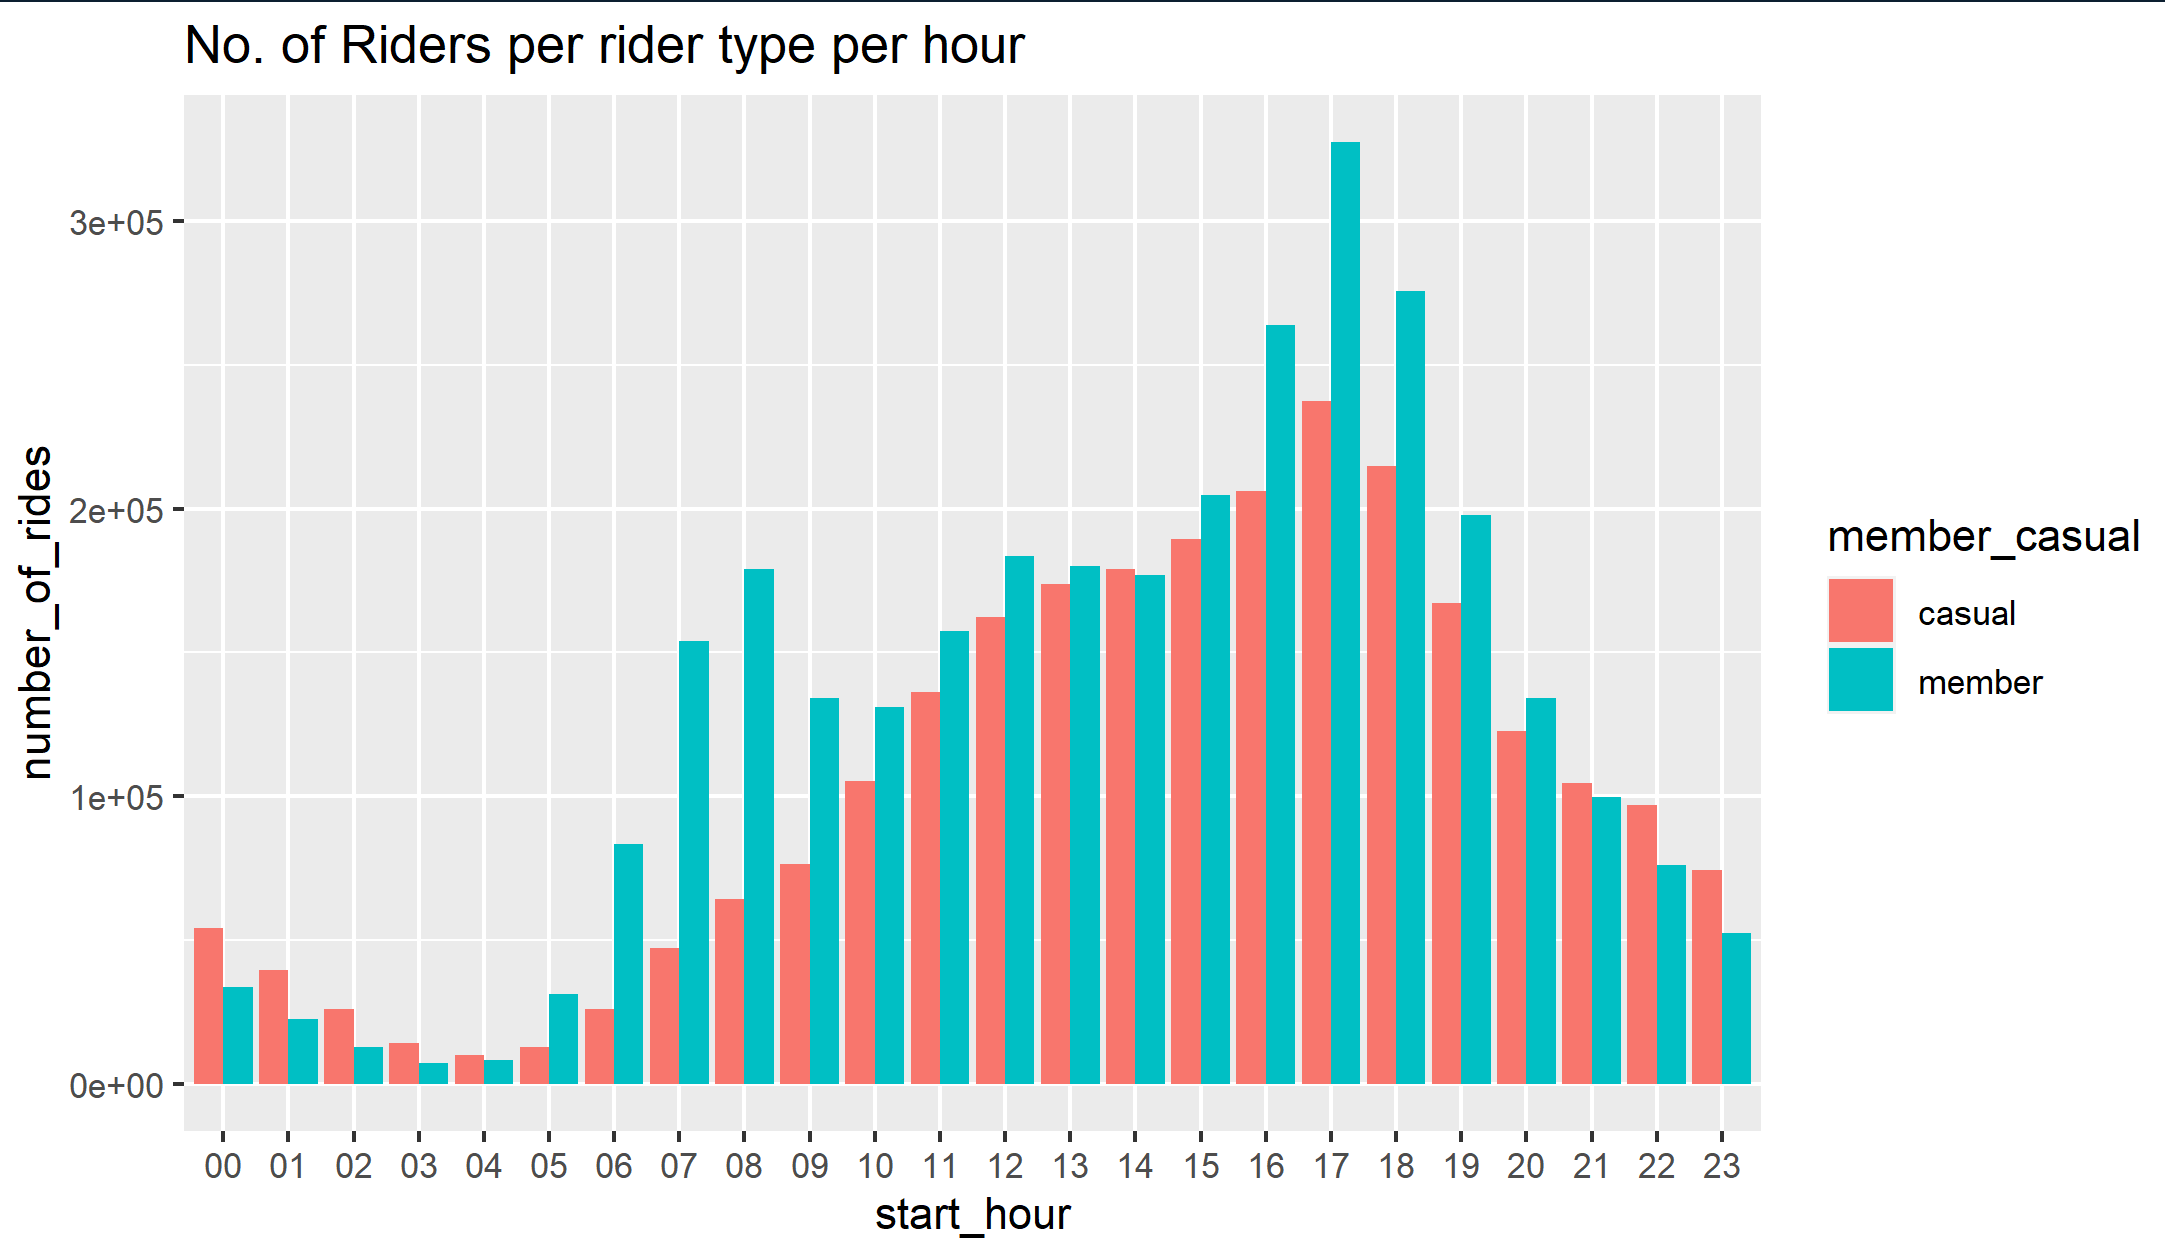 No. of Riders per rider type per hour
number_of_rides
3e+05
2e+05
1e+05
0e+00
00 01 02 03 04 05 06 07 08 09 10 11 12 13 14 15 16 17 18 19 20 21 22 23
start_hour
member_casual
casual
member